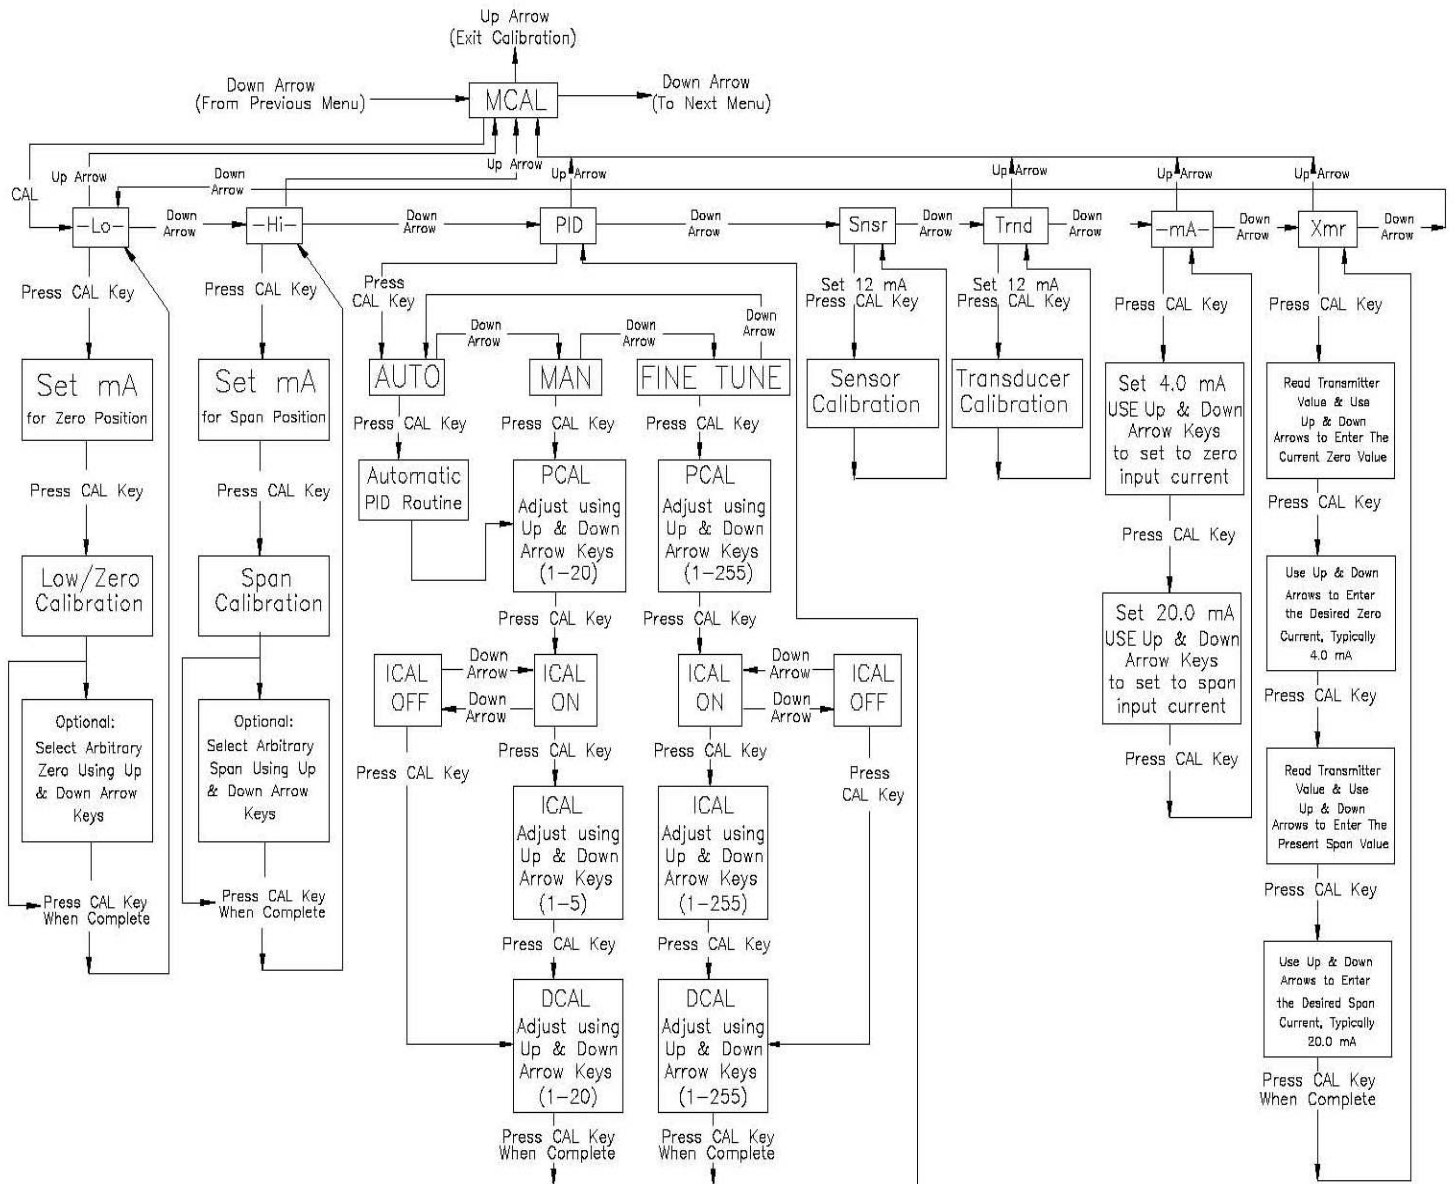 Up Arrow
(Exit Calibration)
Down Arrow
(From Previous Menu)
MCAL
Down Arrow
(To Next Menu)
CAL
Up Arrow
Down
Arrow
Up Arrow
Up Arrow
Up Arrow
Up Arrow
Up Arrow
-Lo-
Down
Arrow
-Hi-
Down
Arrow
PID
Down
Arrow
Snsr
Down
Arrow
Trnd
Down
Arrow
-mA-
Down
Arrow
Xmr
Down
Arrow
Press CAL Key
Set mA
for Zero Position
Press CAL Key
Low/Zero
Calibration
Optional:
Select Arbitrary
Zero Using Up
& Down Arrow
Keys
Press CAL Key
When Complete
Press CAL Key
Set mA
for Span Position
Press CAL Key
Span
Calibration
Optional:
Select Arbitrary
Span Using Up
& Down Arrow
Keys
Press CAL Key
When Complete
Press
CAL Key
Down
Arrow
Down
Arrow
Down
Arrow
AUTO
MAN
FINE TUNE
Press CAL Key
Automatic
PID Routine
Press CAL Key
PCAL
Adjust using
Up & Down
Arrow Keys
(1-20)
Press CAL Key
ICAL
OFF
Down
Arrow
Down
Arrow
ICAL
ON
Press CAL Key
Press CAL Key
ICAL
Adjust using
Up & Down
Arrow Keys
(1-5)
Press CAL Key
DCAL
Adjust using
Up & Down
Arrow Keys
(1-20)
Press CAL Key
When Complete
Press CAL Key
PCAL
Adjust using
Up & Down
Arrow Keys
(1-255)
Press CAL Key
ICAL
ON
Down
Arrow
Down
Arrow
ICAL
OFF
Press CAL Key
Press
CAL Key
ICAL
Adjust using
Up & Down
Arrow Keys
(1-255)
Press CAL Key
DCAL
Adjust using
Up & Down
Arrow Keys
(1-255)
Press CAL Key
When Complete
Set 12 mA
Press CAL Key
Sensor
Calibration
Set 12 mA
Press CAL Key
Transducer
Calibration
Press CAL Key
Set 4.0 mA
USE Up & Down
Arrow Keys
to set to zero
input current
Press CAL Key
Set 20.0 mA
USE Up & Down
Arrow Keys
to set to span
input current
Press CAL Key
Press CAL Key
Read Transmitter
Value & Use
Up & Down
Arrows to Enter The
Current Zero Value
Press CAL Key
Use Up & Down
Arrows to Enter
the Desired Zero
Current, Typically
4.0 mA
Press CAL Key
Read Transmitter
Value & Use
Up & Down
Arrows to Enter The
Present Span Value
Press CAL Key
Use Up & Down
Arrows to Enter
the Desired Span
Current, Typically
20.0 mA
Press CAL Key
When Complete